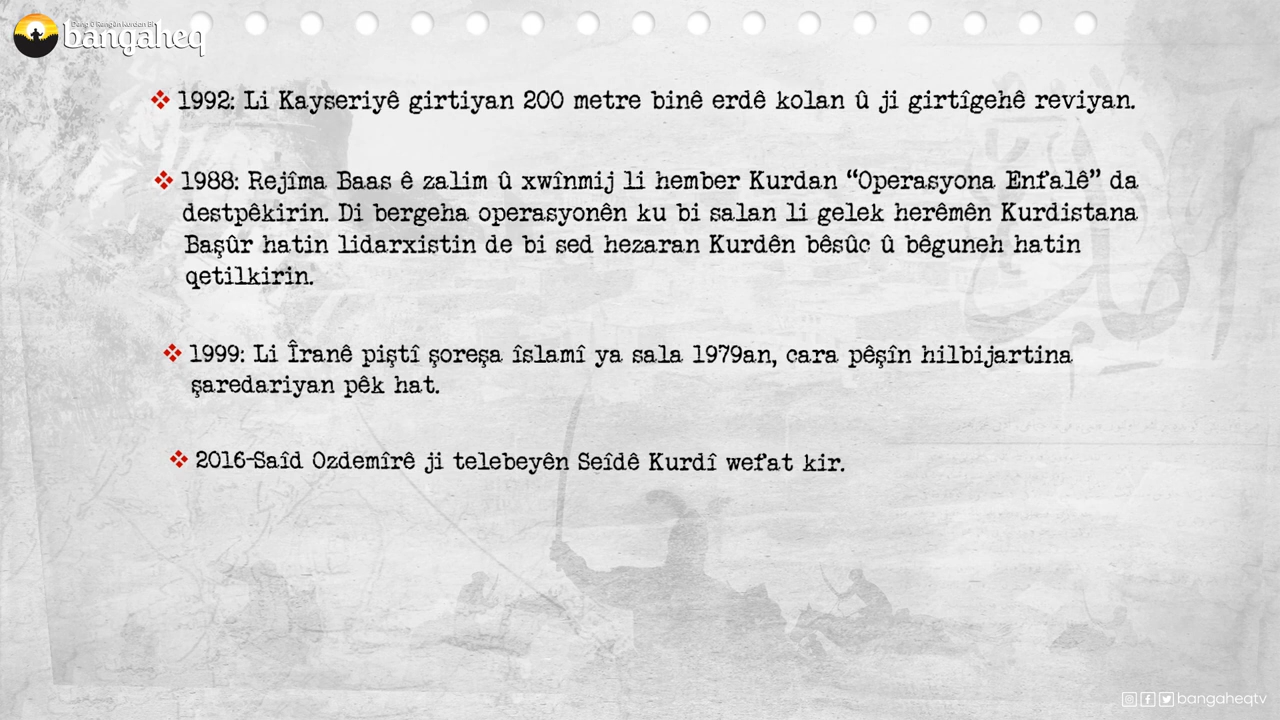 bangaheq
1992: Li Kayseriyê girtiyan 200 metre binê erdê kolan û ji girtîgehê reviyan.
1988: Rejîma Baas ê zalim û xwînmij li hember Kurdan “Operasyona Enfalê” da
destpêkirin. Di bergeha operasyonên ku bi salan li gelek herêmên Kurdistana
Başûr hatin lidarxistin de bi sed hezaran Kurdên bêsûc û bêguneh hatin
qetilkirin.
1999: Li Îranê piştî şoreşa îslamî ya sala 1979an, cara pêşîn hilbijartina
şaredariyan pêk hat.
2016-Saîd Ozdemîrê ji telebeyên Seîdê Kurdî wefat kir.
bangaheqtv